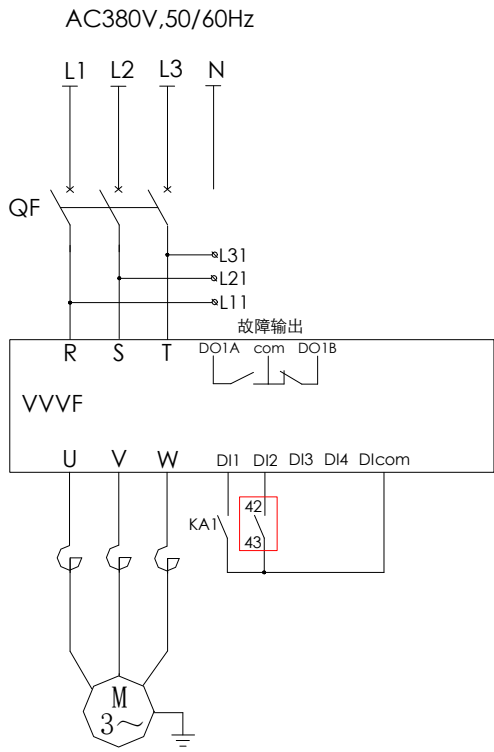 AC380V,50/60Hz
L1 L2 L3 N
QF
L31
L21
L11
故障输出
R S T DO1A com DO1B
VVVF
U V W DI1 DI2 DI3 DI4 DIcom
42
KA1
43
M
3~